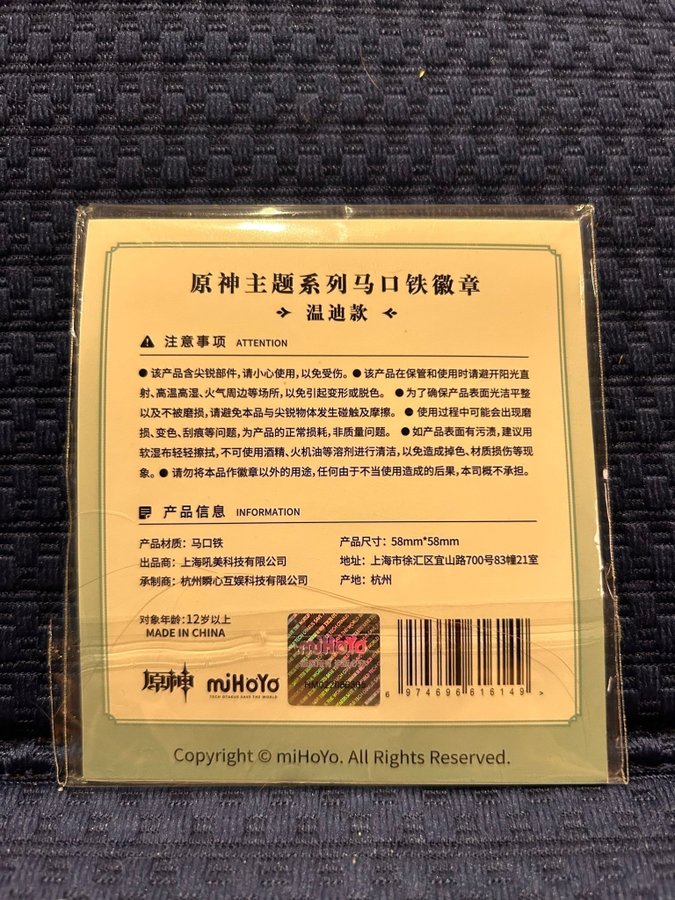 原神主题系列马口铁徽章
温迪款
注意事项 ATTENTION
● 该产品含尖锐部件,请小心使用,以免受伤。● 该产品在保管和使用时请避开阳光直
射、高温高湿、火气周边等场所,以免引起变形或脱色。 ● 为了确保产品表面光洁平整
以及不被磨损,请避免本品与尖锐物体发生碰触及摩擦。 ● 使用过程中可能会出现磨
损、变色、刮痕等问题,为产品的正常损耗,非质量问题。 ● 如产品表面有污渍,建议用
软湿布轻轻擦拭,不可使用酒精、火机油等溶剂进行清洁,以免造成掉色、材质损伤等现
象。● 请勿将本品作徽章以外的用途,任何由于不当使用造成的后果,本司概不承担。
产品信息 INFORMATION
产品材质：马口铁 产品尺寸：58mm*58mm
出品商：上海吼美科技有限公司 地址：上海市徐汇区宜山路700号83幢21室
承制商：杭州瞬心互娱科技有限公司 产地：杭州
对象年龄:12岁以上
MADE IN CHINA
原神 miHoYo
TECH OTAKUS SAVE THE WORLD
miHoYo
6 974696 616149 >
Copyright © miHoYo. All Rights Reserved.